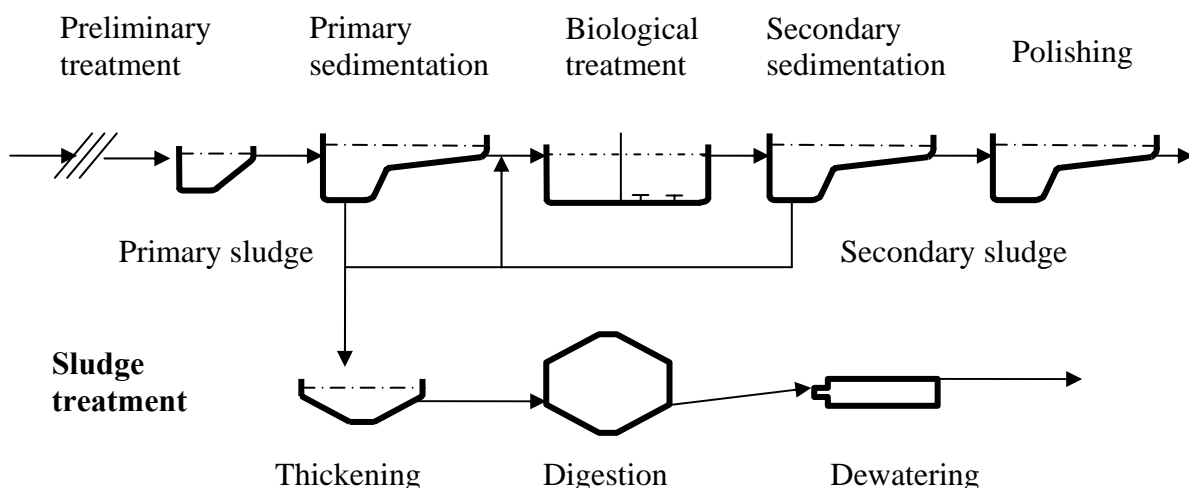 Preliminary
treatment
Primary
sedimentation
Biological
treatment
Secondary
sedimentation
Polishing
Primary sludge
Secondary sludge
Sludge
treatment
Thickening
Digestion
Dewatering